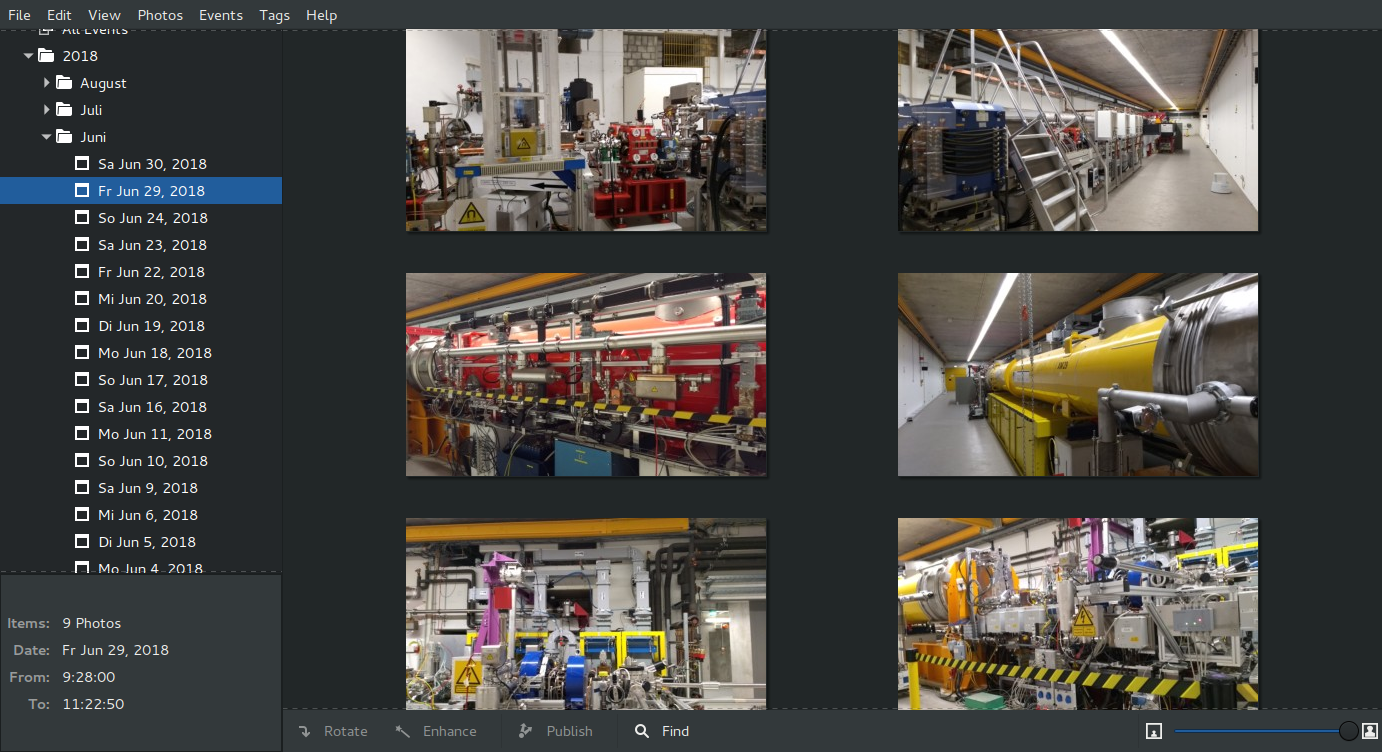 File Edit View Photos Events Tags Help
All Events
2018
August
Juli
Juni
Sa Jun 30, 2018
Fr Jun 29, 2018
So Jun 24, 2018
Sa Jun 23, 2018
Fr Jun 22, 2018
Mi Jun 20, 2018
Di Jun 19, 2018
Mo Jun 18, 2018
So Jun 17, 2018
Sa Jun 16, 2018
Mo Jun 11, 2018
So Jun 10, 2018
Sa Jun 9, 2018
Mi Jun 6, 2018
Di Jun 5, 2018
Mo Jun 4, 2018
Items: 9 Photos
Date: Fr Jun 29, 2018
From: 9:28:00
To: 11:22:50
Rotate Enhance Publish Find